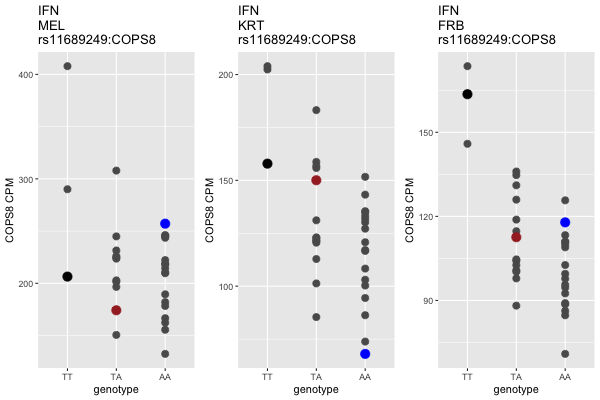 IFN
MEL
rs11689249:COPS8
COPS8 CPM
400
300
200
TT
TA
AA
genotype
IFN
KRT
rs11689249:COPS8
COPS8 CPM
200
150
100
TT
TA
AA
genotype
IFN
FRB
rs11689249:COPS8
COPS8 CPM
150
120
90
TT
TA
AA
genotype